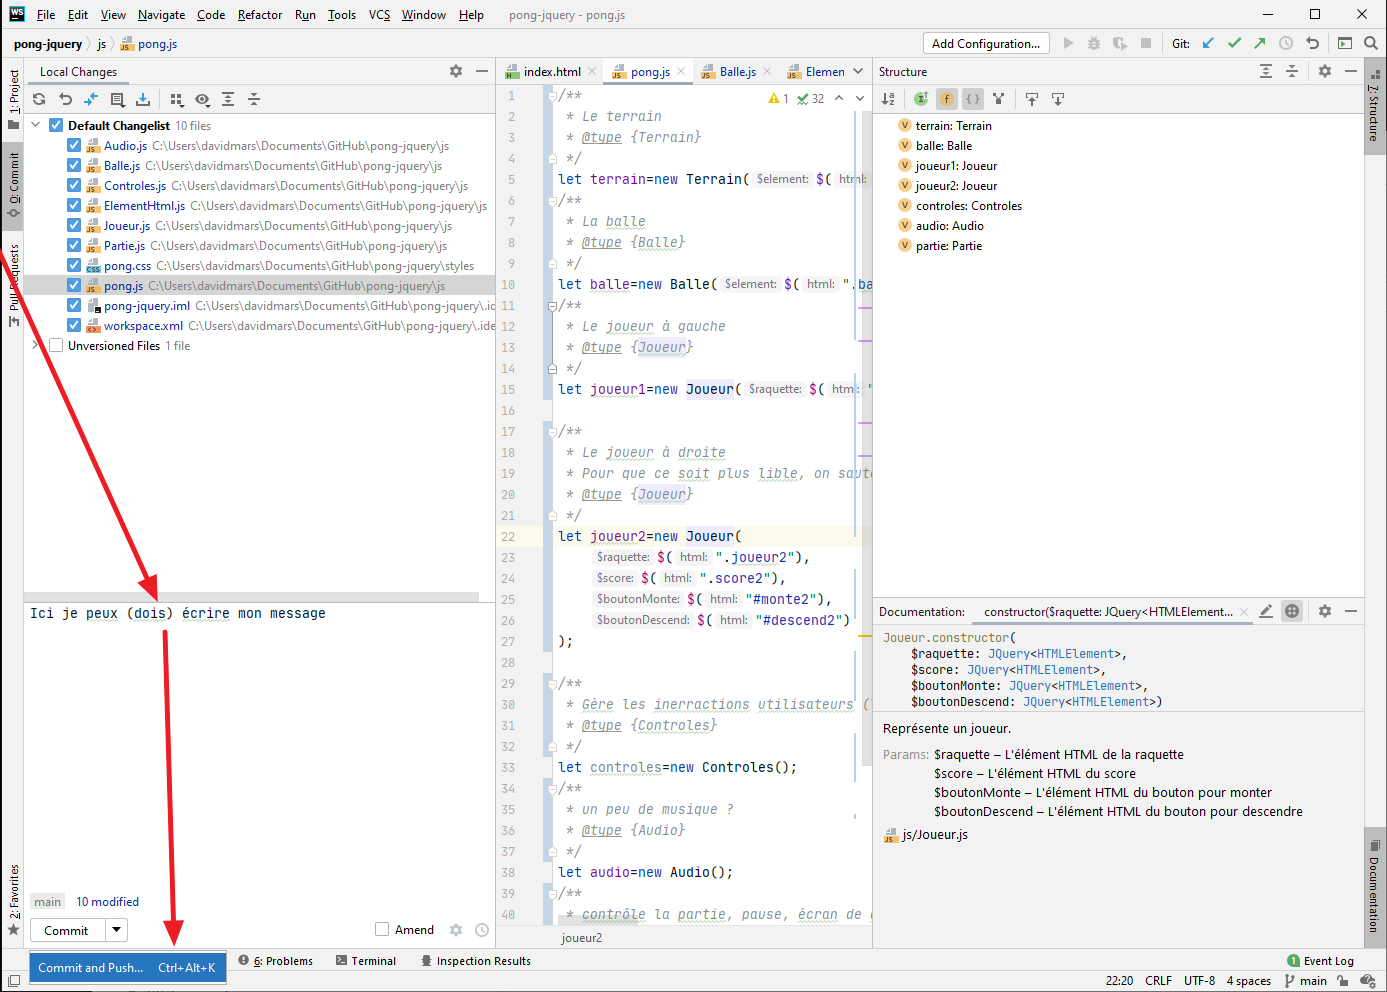 WS File Edit View Navigate Code Refactor Run Tools VCS Window Help pong-jquery - pong.js
pong-jquery js pong.js Add Configuration... Git:
1: Project
0: Commit
Pull Requests
2: Favorites
Local Changes
Default Changelist 10 files
Audio.js C:\Users\davidmars\Documents\GitHub\pong-jquery\js
Balle.js C:\Users\davidmars\Documents\GitHub\pong-jquery\js
Controles.js C:\Users\davidmars\Documents\GitHub\pong-jquery\js
ElementHtml.js C:\Users\davidmars\Documents\GitHub\pong-jquery\js
Joueur.js C:\Users\davidmars\Documents\GitHub\pong-jquery\js
Partie.js C:\Users\davidmars\Documents\GitHub\pong-jquery\js
pong.css C:\Users\davidmars\Documents\GitHub\pong-jquery\styles
pong.js C:\Users\davidmars\Documents\GitHub\pong-jquery\js
pong-jquery.iml C:\Users\davidmars\Documents\GitHub\pong-jquery\.id
workspace.xml C:\Users\davidmars\Documents\GitHub\pong-jquery\.ide
Unversioned Files 1 file
Ici je peux (dois) écrire mon message
main 10 modified
Commit Amend
Commit and Push... Ctrl+Alt+K
index.html pong.js Balle.js Elemen
1 32
1 /**
2 * Le terrain
3 * @type {Terrain}
4 */
5 let terrain=new Terrain( $element: $( html:
6 /**
7 * La balle
8 * @type {Balle}
9 */
10 let balle=new Balle( $element: $( html: ".ba
11 /**
12 * Le joueur à gauche
13 * @type {Joueur}
14 */
15 let joueur1=new Joueur( $raquette: $( html: "
16
17 /**
18 * Le joueur à droite
19 * Pour que ce soit plus lible, on saut
20 * @type {Joueur}
21 */
22 let joueur2=new Joueur(
23 $raquette: $( html: ".joueur2"),
24 $score: $( html: ".score2"),
25 $boutonMonte: $( html: "#monte2"),
26 $boutonDescend: $( html: "#descend2")
27 );
28
29 /**
30 * Gère les inerractions utilisateurs (
31 * @type {Controles}
32 */
33 let controles=new Controles();
34 /**
35 * un peu de musique ?
36 * @type {Audio}
37 */
38 let audio=new Audio();
39 /**
40 * contrôle la partie, pause, écran de
joueur2
Structure
terrain: Terrain
balle: Balle
joueur1: Joueur
joueur2: Joueur
controles: Controles
audio: Audio
partie: Partie
Documentation: constructor($raquette: JQuery<HTMLElement...
Joueur.constructor(
$raquette: JQuery<HTMLElement>,
$score: JQuery<HTMLElement>,
$boutonMonte: JQuery<HTMLElement>,
$boutonDescend: JQuery<HTMLElement>)
Représente un joueur.
Params: $raquette – L'élément HTML de la raquette
$score – L'élément HTML du score
$boutonMonte – L'élément HTML du bouton pour monter
$boutonDescend – L'élément HTML du bouton pour descendre
js/Joueur.js
7: Structure
Documentation
6: Problems Terminal Inspection Results 1 Event Log
22:20 CRLF UTF-8 4 spaces main